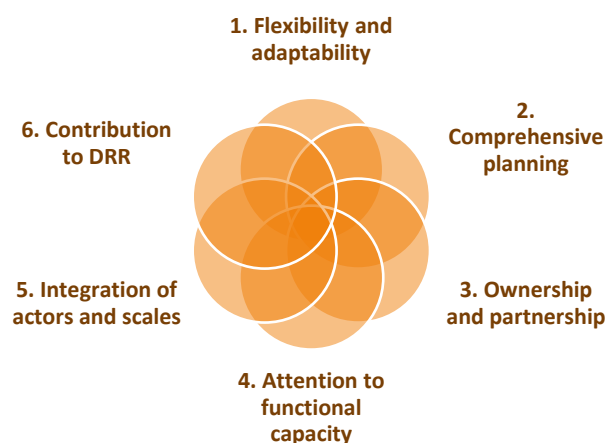 1. Flexibility and
adaptability
2.
Comprehensive
planning
3. Ownership
and partnership
4. Attention to
functional
capacity
5. Integration of
actors and scales
6. Contribution
to DRR